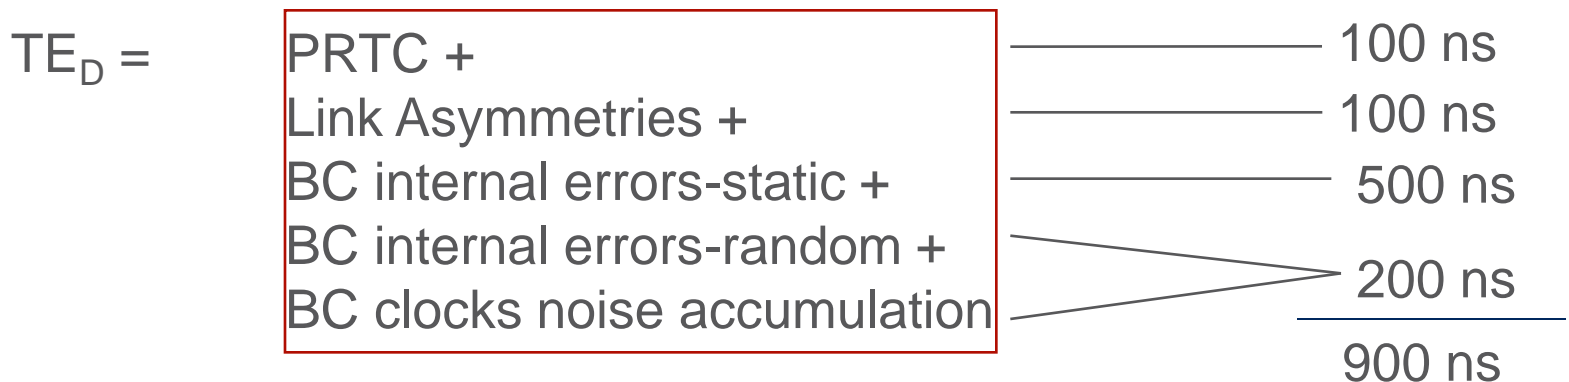 TE_D = PRTC + 100 ns
Link Asymmetries + 100 ns
BC internal errors-static + 500 ns
BC internal errors-random +
200 ns
BC clocks noise accumulation
900 ns